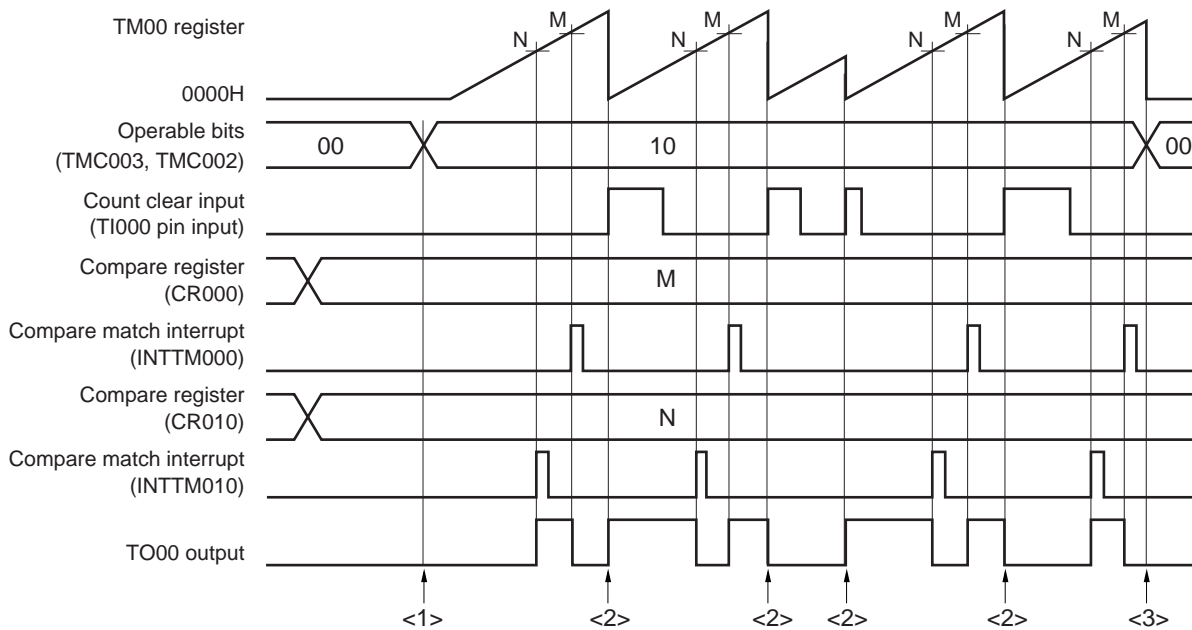 TM00 register
N M N M N M N M
0000H
Operable bits
(TMC003, TMC002)
00 10 00
Count clear input
(TI000 pin input)
Compare register
(CR000)
M
Compare match interrupt
(INTTM000)
Compare register
(CR010)
N
Compare match interrupt
(INTTM010)
TO00 output
<1> <2> <2> <2> <2> <3>